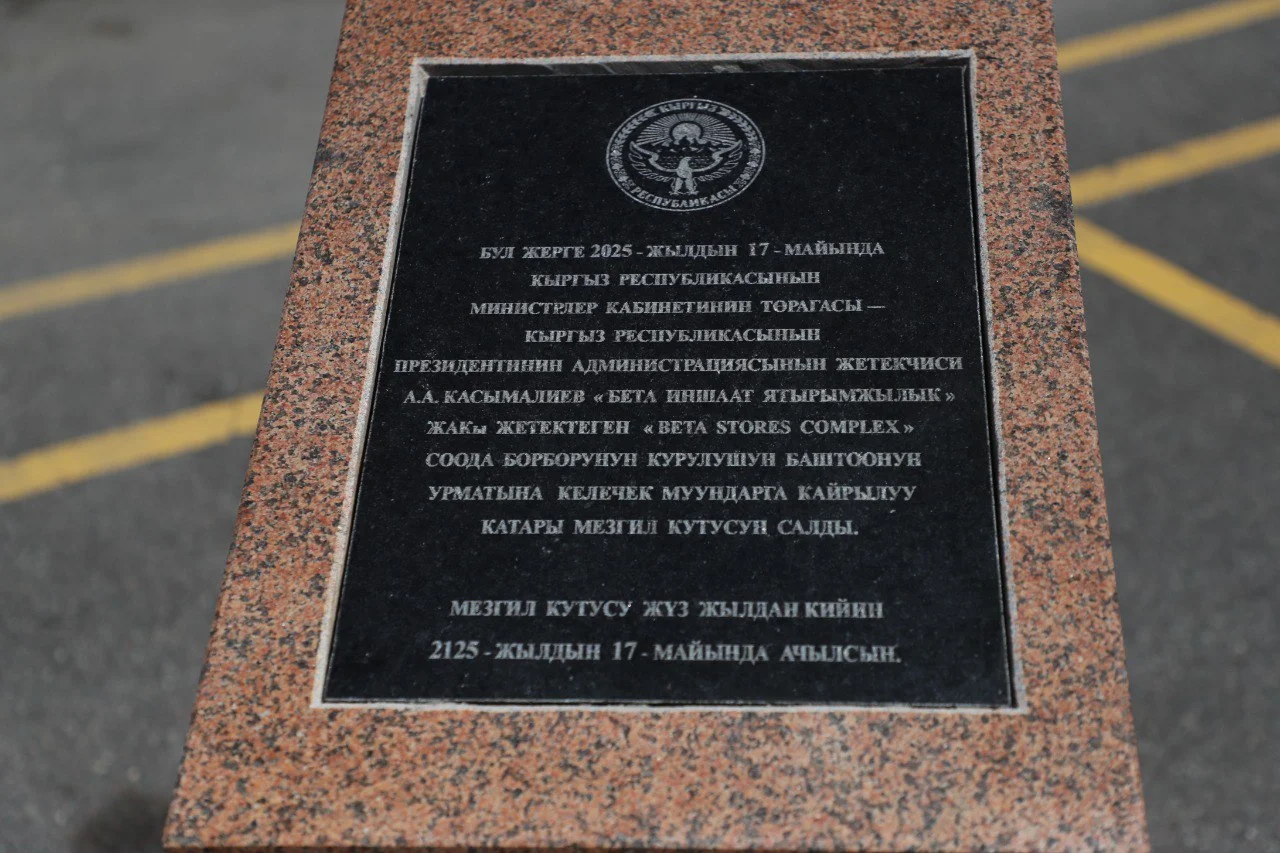 КЫРГЫЗ
РЕСПУБЛИКАСЫ
БУЛ ЖЕРГЕ 2025 - ЖЫЛДЫН 17 - МАЙЫНДА
КЫРГЫЗ РЕСПУБЛИКАСЫНЫН
МИНИСТРЛЕР КАБИНЕТИНИН ТӨРАГАСЫ —
КЫРГЫЗ РЕСПУБЛИКАСЫНЫН
ПРЕЗИДЕНТИНИН АДМИНИСТРАЦИЯСЫНЫН ЖЕТЕКЧИСИ
А.А. КАСЫМАЛИЕВ « БЕТА ИНШААТ ЯТЫРЫМЖЫЛЫК »
ЖАКы ЖЕТЕКТЕГЕН « BETA STORES COMPLEX »
СООДА БОРБОРУНУН КУРУЛУШУН БАШТООНУН
УРМАТЫНА КЕЛЕЧЕК МУУНДАРГА КАЙРЫЛУУ
КАТАРЫ МЕЗГИЛ КУТУСУН САЛДЫ.
МЕЗГИЛ КУТУСУ ЖҮЗ ЖЫЛДАН КИЙИН
2125 - ЖЫЛДЫН 17 - МАЙЫНДА АЧЫЛСЫН.